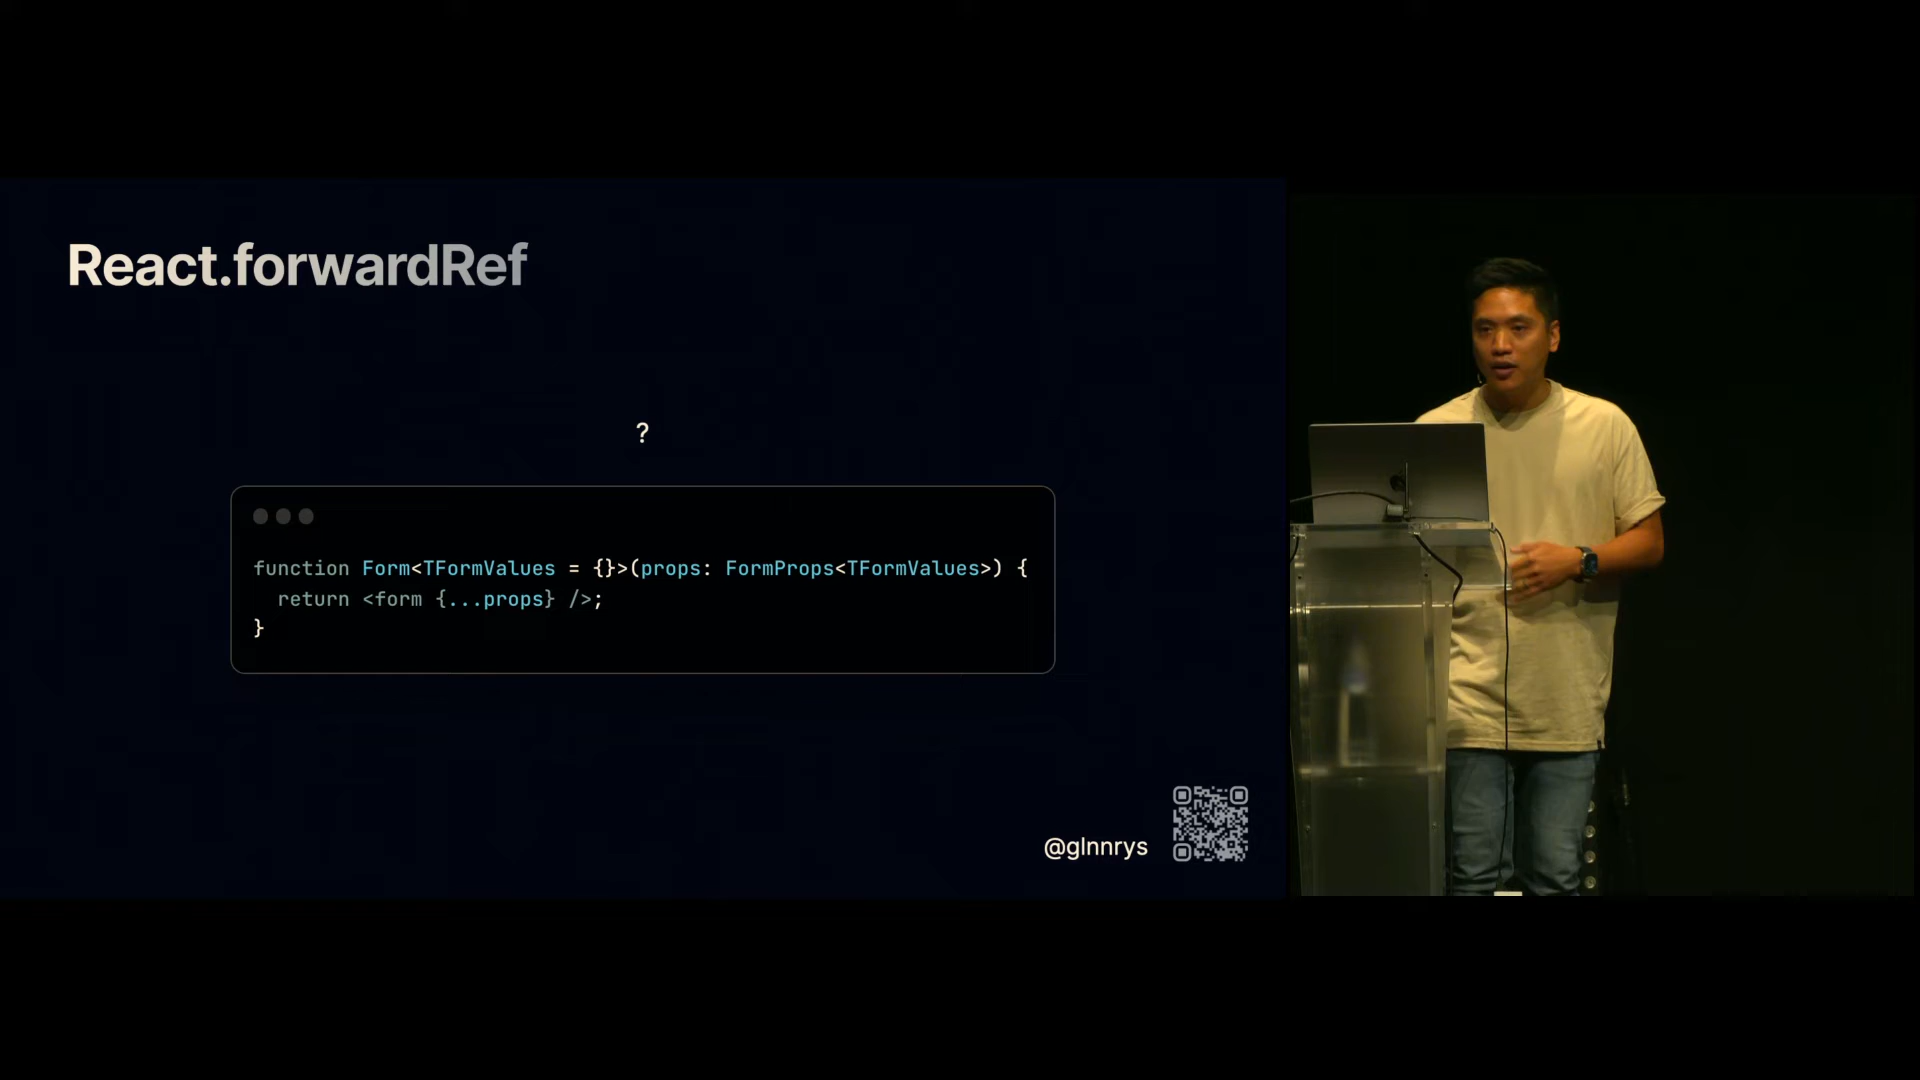 React.forwardRef
?
function Form<TFormValues = {}>(props: FormProps<TFormValues>) {
  return <form {...props} />;
}
@glnnrys